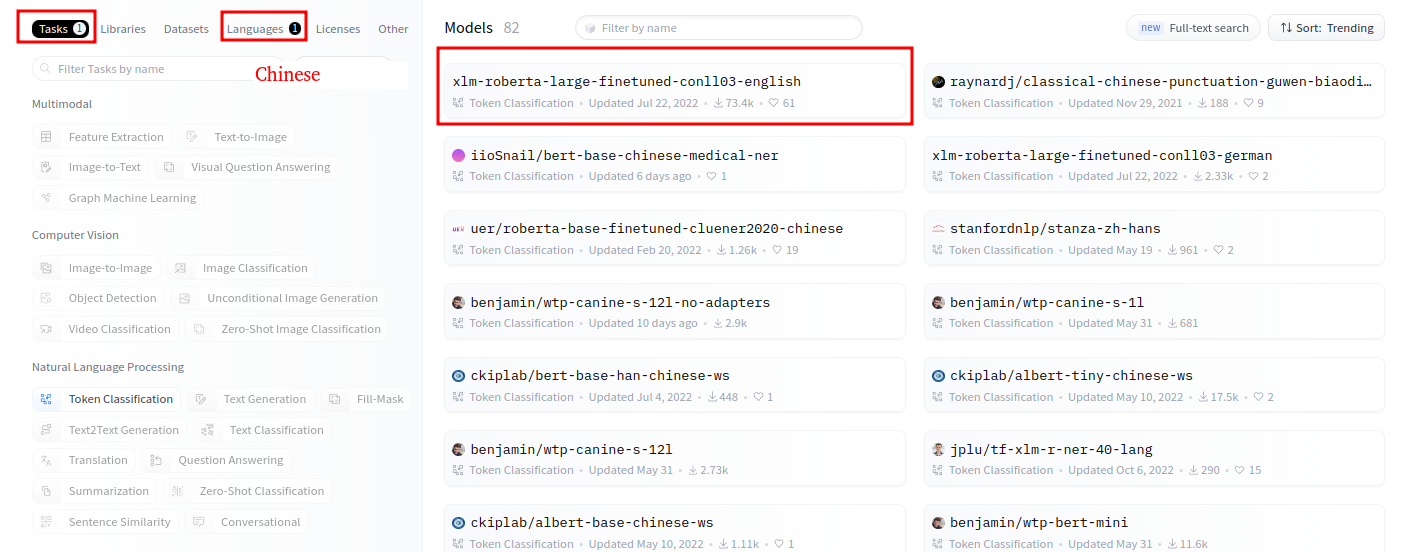 Tasks 1 Libraries Datasets Languages 1 Licenses Other
Filter Tasks by name
Chinese
Multimodal
Feature Extraction Text-to-Image
Image-to-Text Visual Question Answering
Graph Machine Learning
Computer Vision
Image-to-Image Image Classification
Object Detection Unconditional Image Generation
Video Classification Zero-Shot Image Classification
Natural Language Processing
Token Classification Text Generation Fill-Mask
Text2Text Generation Text Classification
Translation Question Answering
Summarization Zero-Shot Classification
Sentence Similarity Conversational
Models 82 Filter by name new Full-text search Sort: Trending
xlm-roberta-large-finetuned-conll03-english
Token Classification • Updated Jul 22, 2022 • 73.4k • 61
raynardj/classical-chinese-punctuation-guwen-biaodi…
Token Classification • Updated Nov 29, 2021 • 188 • 9
iioSnail/bert-base-chinese-medical-ner
Token Classification • Updated 6 days ago • 1
xlm-roberta-large-finetuned-conll03-german
Token Classification • Updated Jul 22, 2022 • 2.33k • 2
uer/roberta-base-finetuned-cluener2020-chinese
Token Classification • Updated Feb 20, 2022 • 1.26k • 19
stanfordnlp/stanza-zh-hans
Token Classification • Updated May 19 • 961 • 2
benjamin/wtp-canine-s-12l-no-adapters
Token Classification • Updated 10 days ago • 2.9k
benjamin/wtp-canine-s-1l
Token Classification • Updated May 31 • 681
ckiplab/bert-base-han-chinese-ws
Token Classification • Updated Jul 4, 2022 • 448 • 1
ckiplab/albert-tiny-chinese-ws
Token Classification • Updated May 10, 2022 • 17.5k • 2
benjamin/wtp-canine-s-12l
Token Classification • Updated May 31 • 2.73k
jplu/tf-xlm-r-ner-40-lang
Token Classification • Updated Oct 6, 2022 • 290 • 15
ckiplab/albert-base-chinese-ws
Token Classification • Updated May 10, 2022 • 1.11k • 1
benjamin/wtp-bert-mini
Token Classification • Updated May 31 • 11.6k